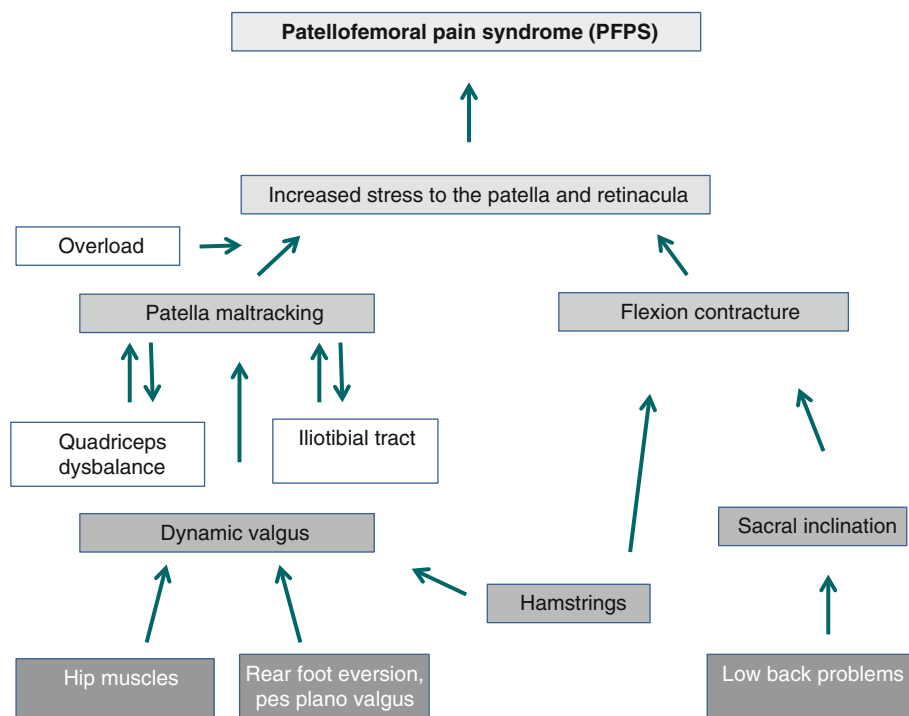 Patellofemoral pain syndrome (PFPS)
Increased stress to the patella and retinacula
Overload
Patella maltracking
Flexion contracture
Quadriceps
dysbalance
Iliotibial tract
Dynamic valgus
Sacral inclination
Hamstrings
Hip muscles
Rear foot eversion,
pes plano valgus
Low back problems